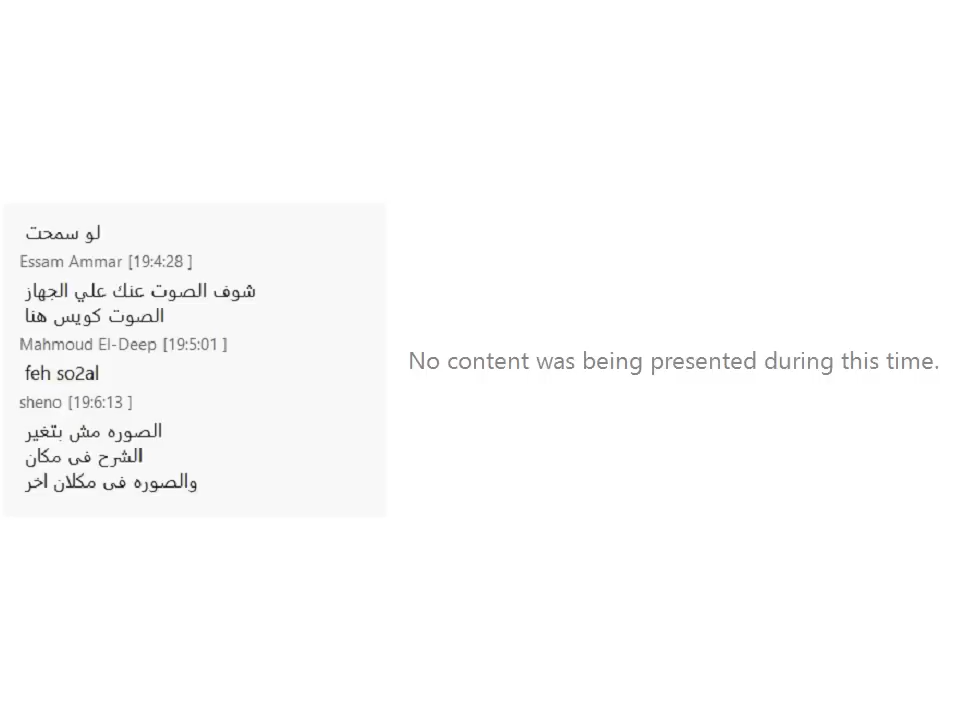 لو سمحت
Essam Ammar [19:4:28 ]
شوف الصوت عنك علي الجهاز
الصوت كويس هنا
Mahmoud El-Deep [19:5:01 ]
feh so2al
sheno [19:6:13 ]
الصوره مش بتغير
الشرح فى مكان
والصوره فى مكلان اخر
No content was being presented during this time.